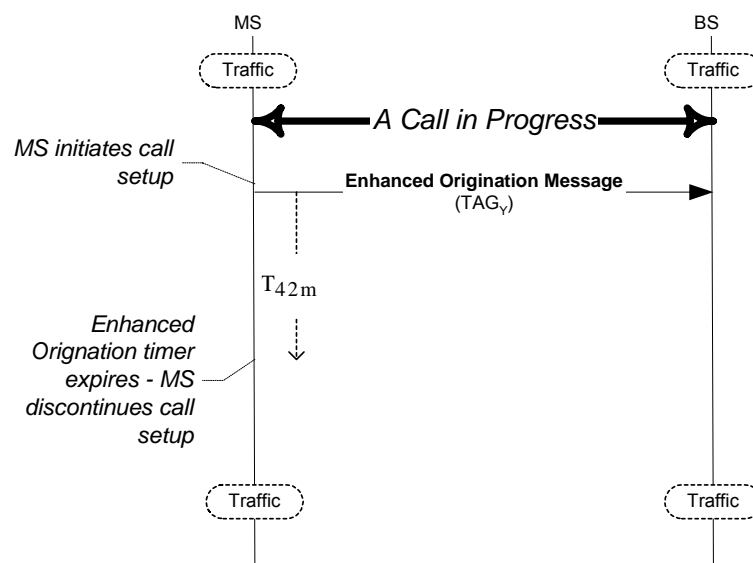 MS
BS
Traffic
Traffic
A Call in Progress
MS initiates call
setup
Enhanced Origination Message
(TAGY)
T42m
Enhanced
Orignation timer
expires - MS
discontinues call
setup
Traffic
Traffic